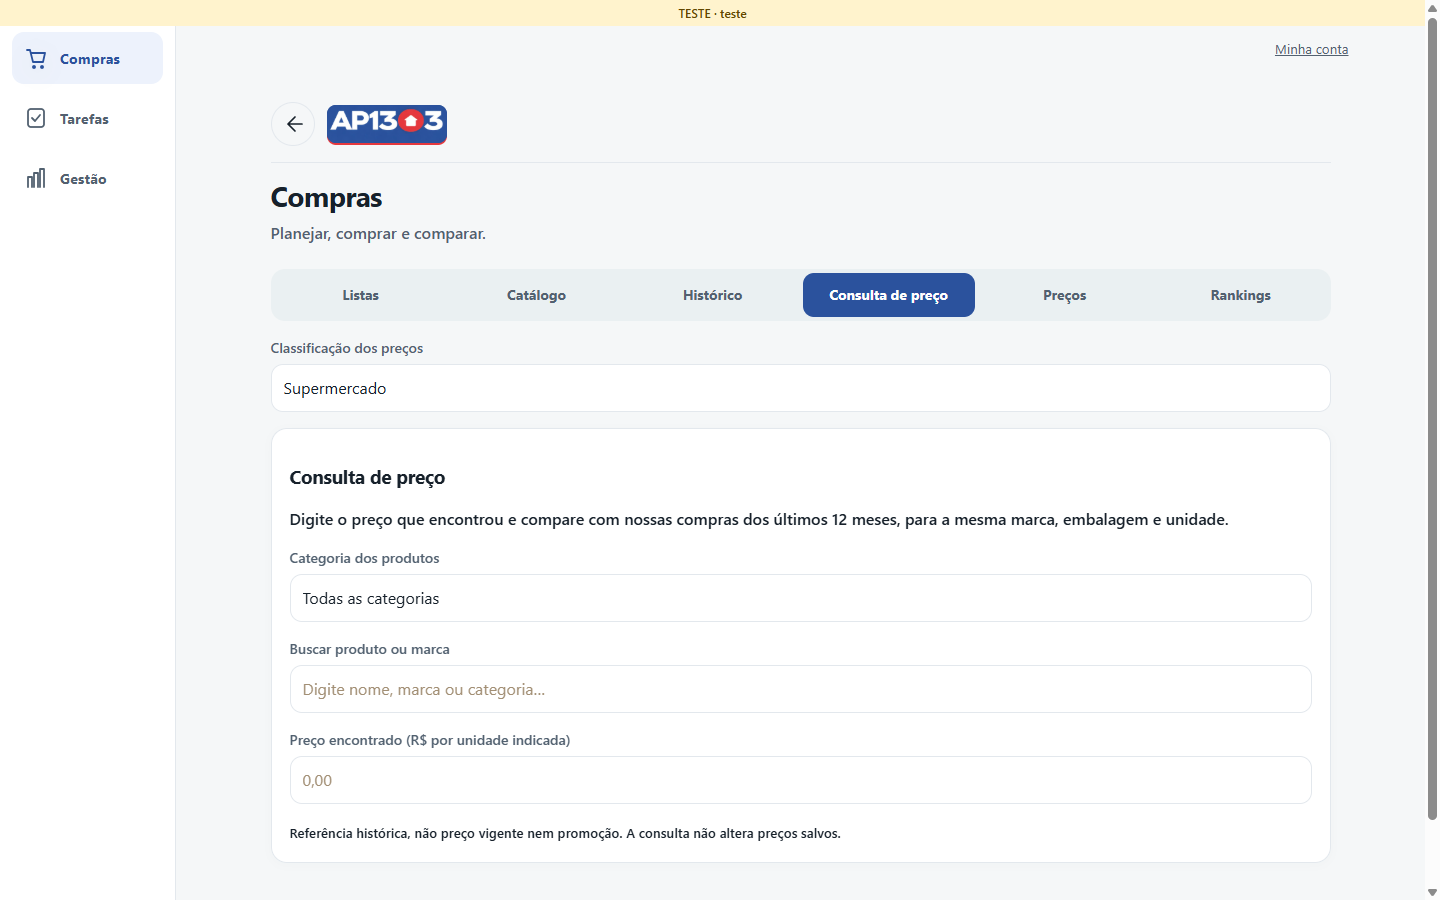 TESTE · teste
Compras
Minha conta
Tarefas
AP1303
Gestão
Compras
Planejar, comprar e comparar.
Listas
Catálogo
Histórico
Consulta de preço
Preços
Rankings
Classificação dos preços
Supermercado
Consulta de preço
Digite o preço que encontrou e compare com nossas compras dos últimos 12 meses, para a mesma marca, embalagem e unidade.
Categoria dos produtos
Todas as categorias
Buscar produto ou marca
Digite nome, marca ou categoria...
Preço encontrado (R$ por unidade indicada)
0,00
Referência histórica, não preço vigente nem promoção. A consulta não altera preços salvos.